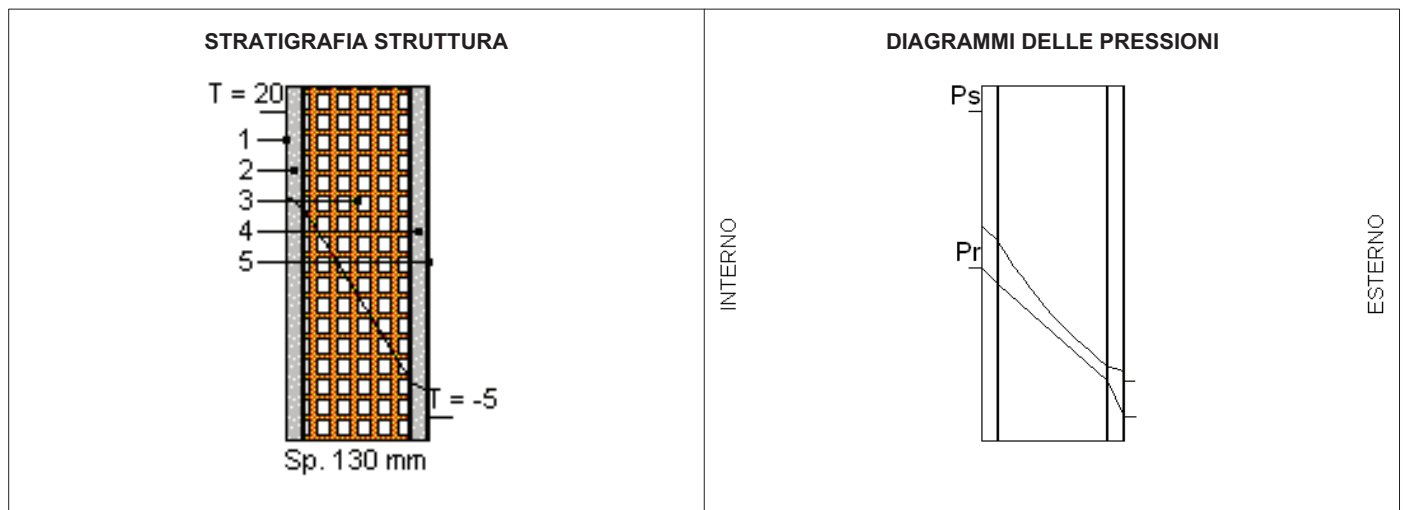 STRATIGRAFIA STRUTTURA
T = 20
1
2
3
4
5
T = -5
Sp. 130 mm
DIAGRAMMI DELLE PRESSIONI
Ps
Pr
INTERNO
ESTERNO